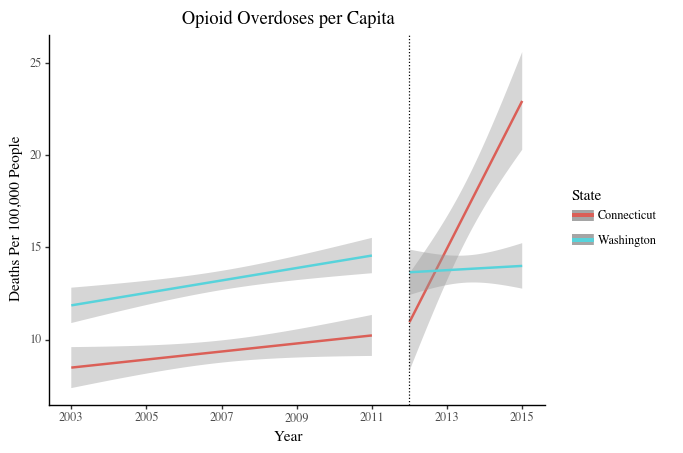 Opioid Overdoses per Capita
Deaths Per 100,000 People
25
20
15
10
2003 2005 2007 2009 2011 2013 2015
Year
State
Connecticut
Washington